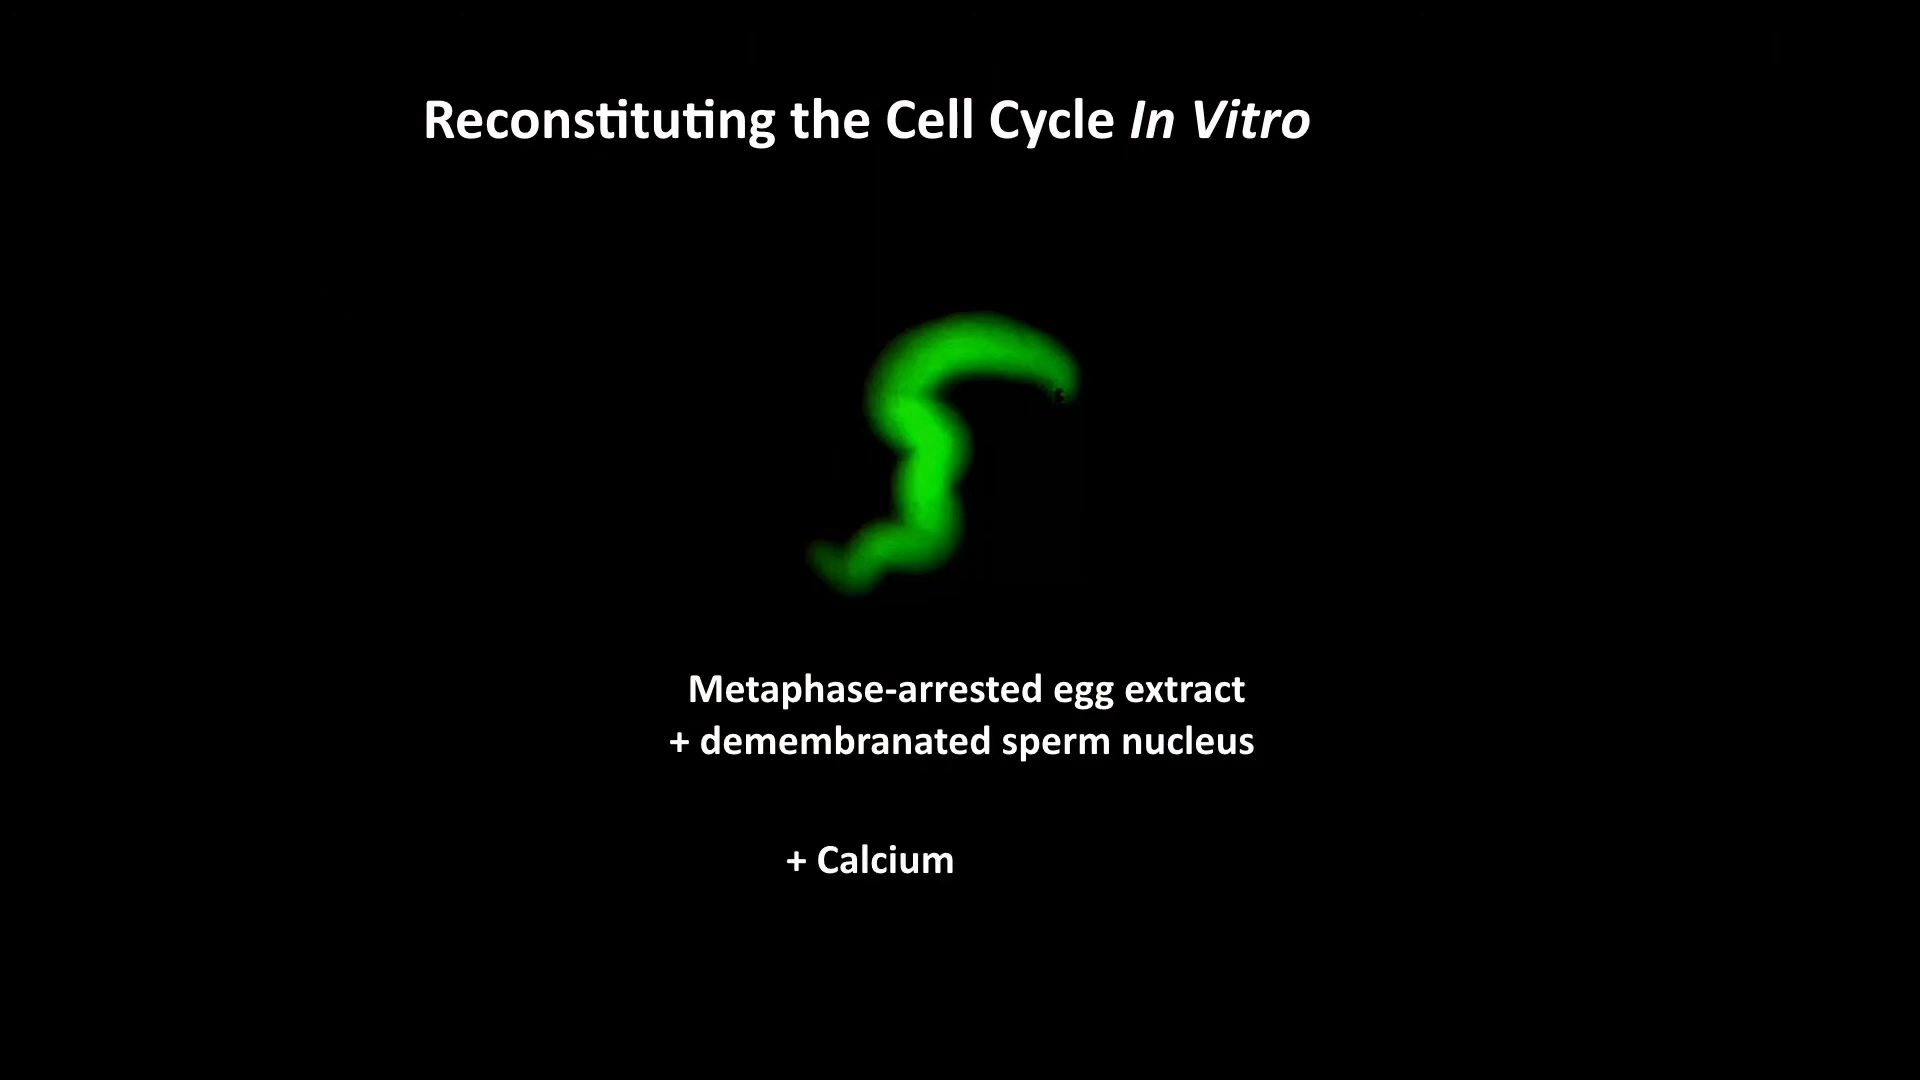 Reconstituting the Cell Cycle In Vitro
Metaphase-arrested egg extract
+ demembranated sperm nucleus
+ Calcium